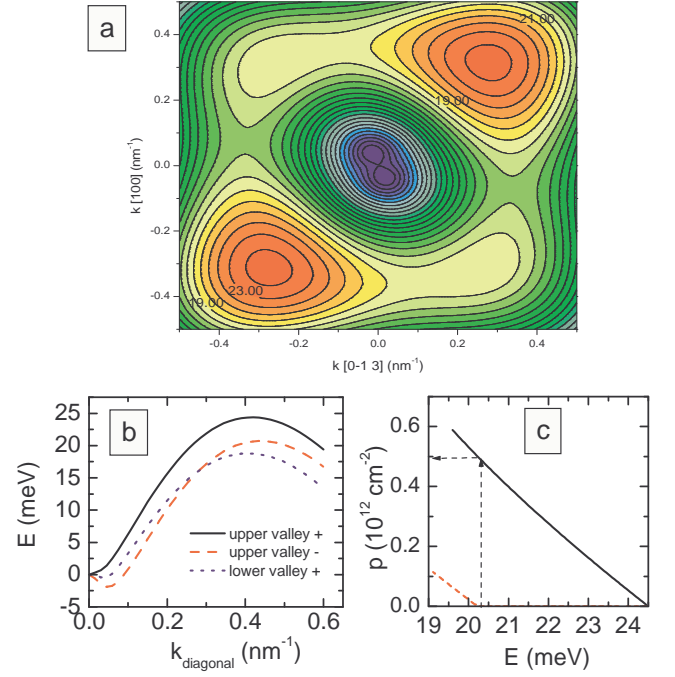 a
k [100] (nm-1)
0.4
0.2
0.0
-0.2
-0.4
21.00
19.00
23.00
19.00
-0.4
-0.2
0.0
0.2
0.4
k [0-1 3] (nm-1)
b
E (meV)
25
20
15
10
5
0
-5
upper valley +
upper valley -
lower valley +
0.0
0.2
0.4
0.6
kdiagonal (nm-1)
c
p (10^12 cm-2)
0.6
0.4
0.2
0.0
19 20 21 22 23 24
E (meV)